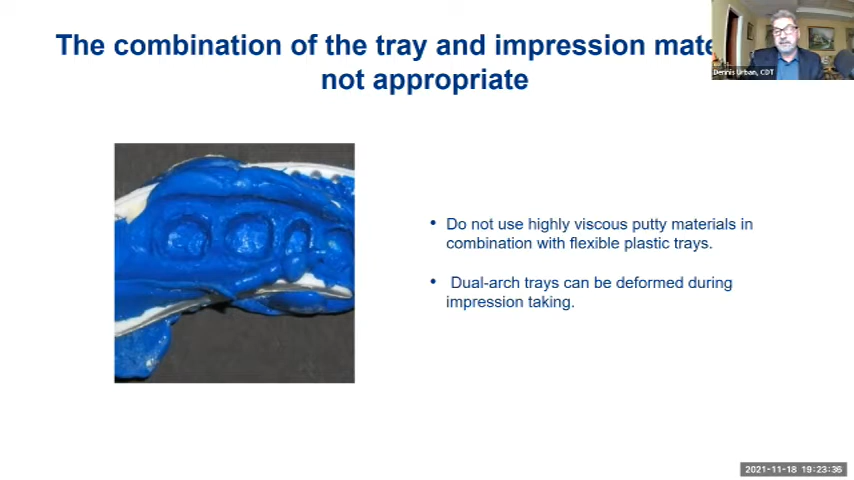 The combination of the tray and impression mate
not appropriate
Dennis Urban, CDT
• Do not use highly viscous putty materials in
combination with flexible plastic trays.
• Dual-arch trays can be deformed during
impression taking.
2021-11-18 19:23:36